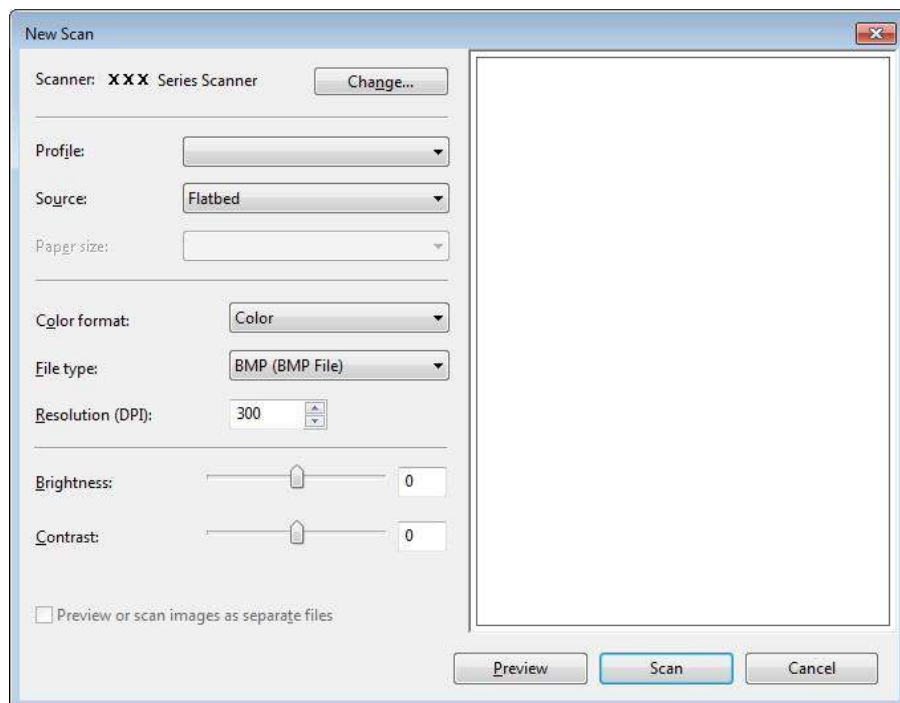 New Scan
Scanner: XXX Series Scanner Change...
Profile:
Source: Flatbed
Paper size:
Color format: Color
File type: BMP (BMP File)
Resolution (DPI): 300
Brightness: 0
Contrast: 0
Preview or scan images as separate files
Preview Scan Cancel